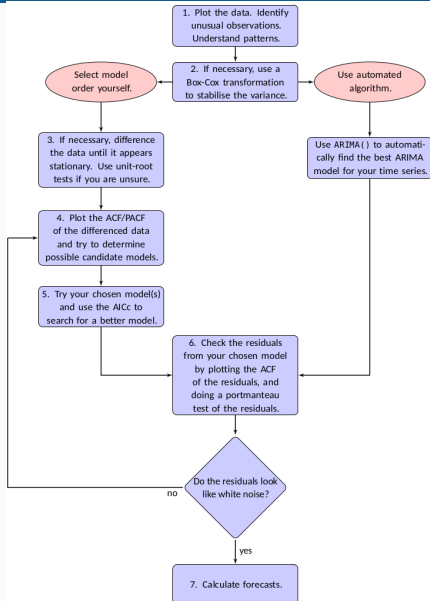 1. Plot the data. Identify
unusual observations.
Understand patterns.
Select model
order yourself.
2. If necessary, use a
Box-Cox transformation
to stabilise the variance.
Use automated
algorithm.
3. If necessary, difference
the data until it appears
stationary. Use unit-root
tests if you are unsure.
Use ARIMA() to automati-
cally find the best ARIMA
model for your time series.
4. Plot the ACF/PACF
of the differenced data
and try to determine
possible candidate models.
5. Try your chosen model(s)
and use the AICc to
search for a better model.
6. Check the residuals
from your chosen model
by plotting the ACF
of the residuals, and
doing a portmanteau
test of the residuals.
Do the residuals look
like white noise?
no
yes
7. Calculate forecasts.